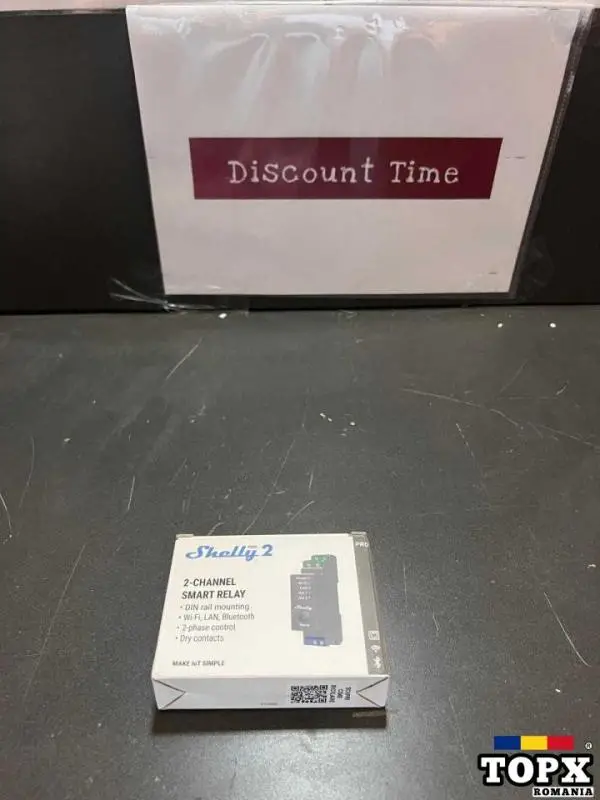 Discount Time
Shelly 2
PRO
2-CHANNEL
SMART RELAY
• DIN rail mounting
• Wi-Fi, LAN, Bluetooth
• 2-phase control
• Dry contacts
Shelly
MAKE IoT SIMPLE
TOPX
ROMANIA